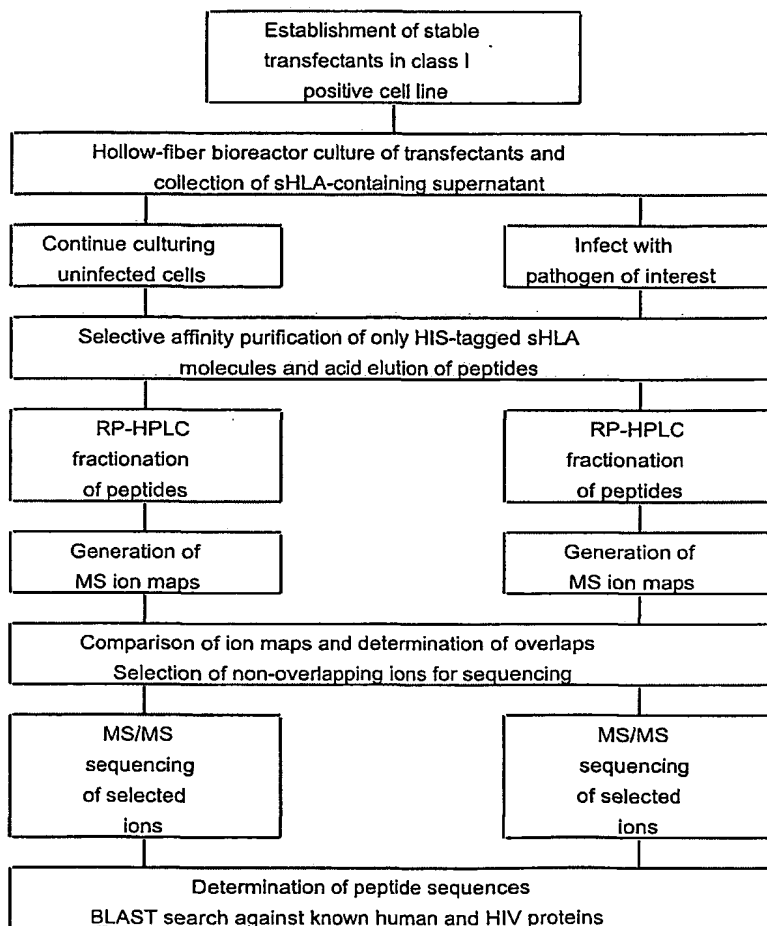 Establishment of stable
transfectants in class I
positive cell line
Hollow-fiber bioreactor culture of transfectants and
collection of sHLA-containing supernatant
Continue culturing
uninfected cells
Infect with
pathogen of interest
Selective affinity purification of only HIS-tagged sHLA
molecules and acid elution of peptides
RP-HPLC
fractionation
of peptides
RP-HPLC
fractionation
of peptides
Generation of
MS ion maps
Generation of
MS ion maps
Comparison of ion maps and determination of overlaps
Selection of non-overlapping ions for sequencing
MS/MS
sequencing
of selected
ions
MS/MS
sequencing
of selected
ions
Determination of peptide sequences
BLAST search against known human and HIV proteins